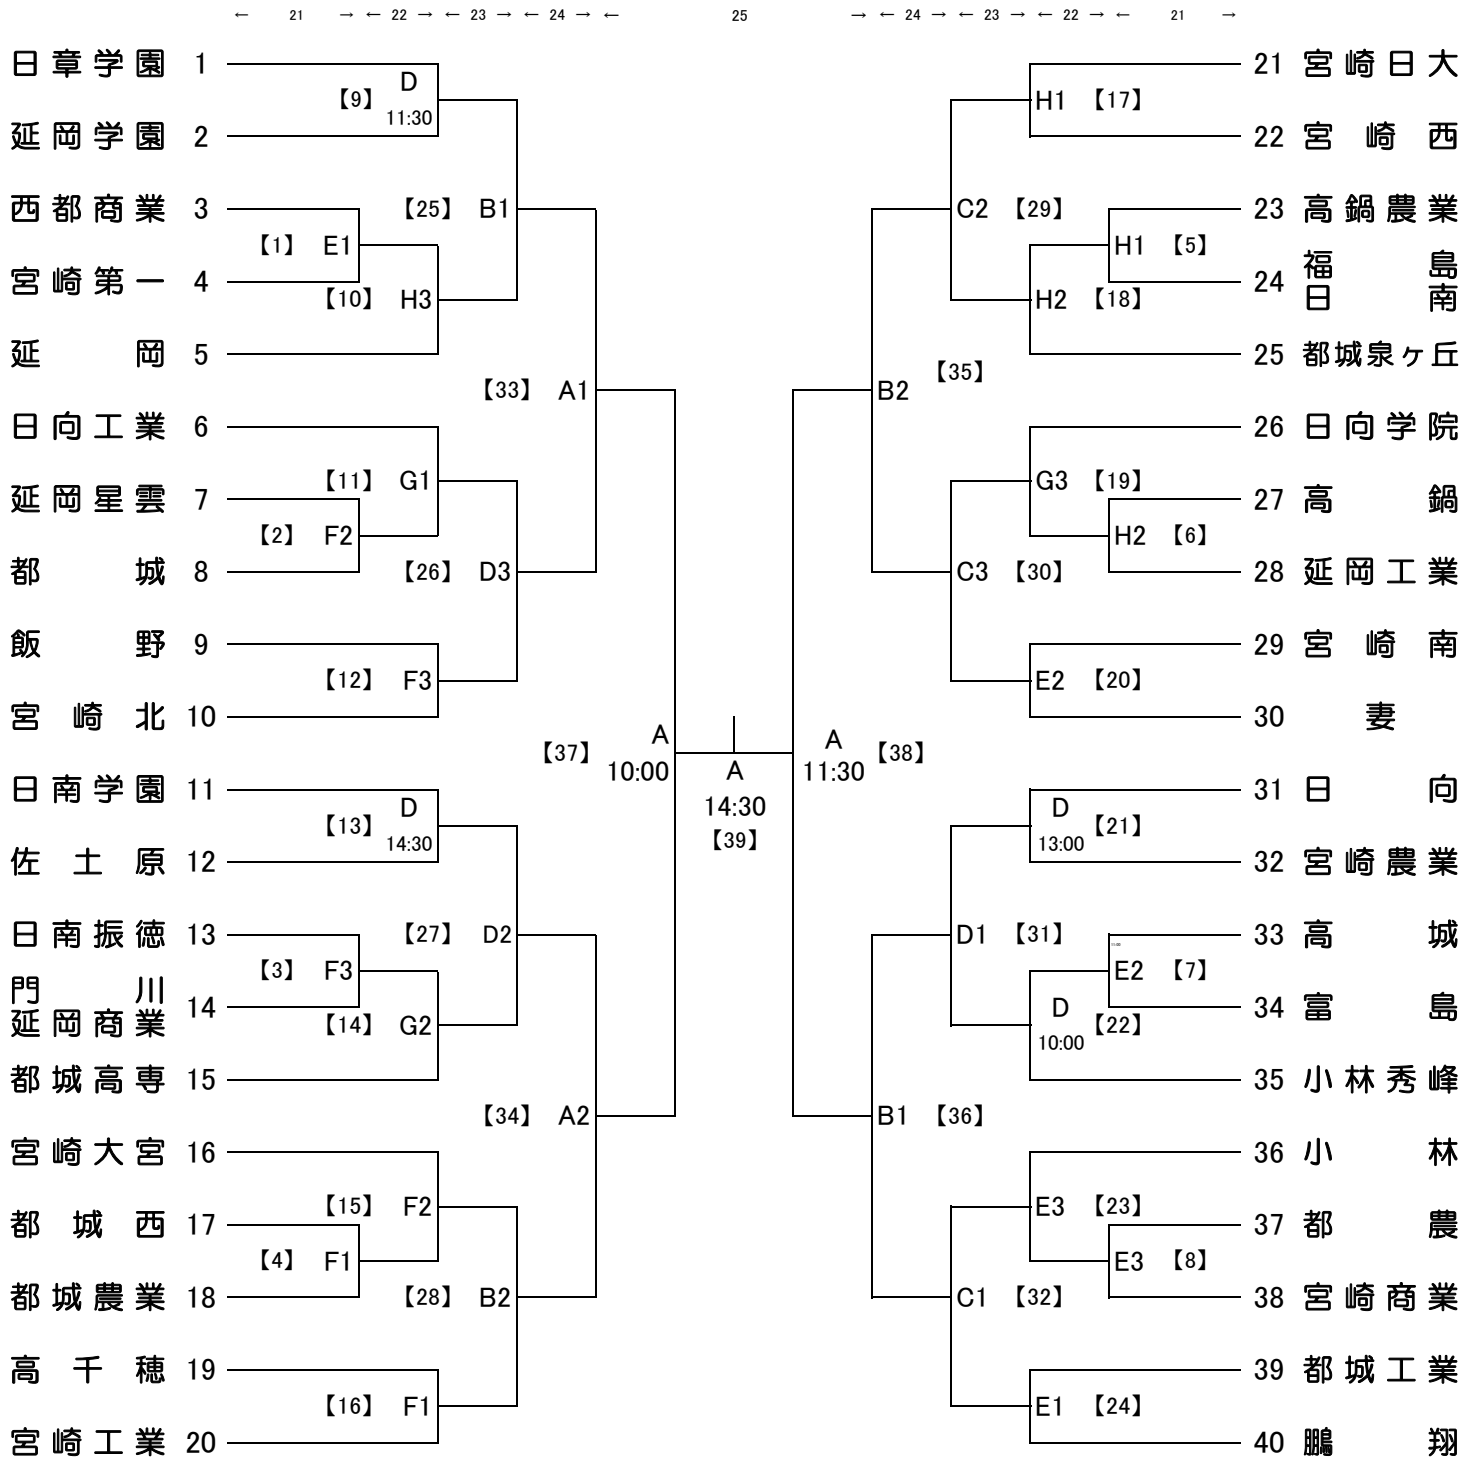 ← 21 → ← 22 → ← 23 → ← 24 → ← 25 → ← 24 → ← 23 → ← 22 → ← 21 →
日章学園 1
【9】 D
11:30
延岡学園 2
西都商業 3
【25】 B1
【1】 E1
宮崎第一 4
【10】 H3
延岡 5
【33】 A1
日向工業 6
【11】 G1
延岡星雲 7
【2】 F2
都城 8
【26】 D3
飯野 9
【12】 F3
宮崎北 10
【37】 A
10:00
日南学園 11
【13】 D
14:30
佐土原 12
日南振徳 13
【27】 D2
【3】 F3
門川
延岡商業 14
【14】 G2
都城高専 15
【34】 A2
宮崎大宮 16
【15】 F2
都城西 17
【4】 F1
都城農業 18
【28】 B2
高千穂 19
【16】 F1
宮崎工業 20
A
14:30
【39】
21 宮崎日大
H1 【17】
22 宮崎西
C2 【29】
23 高鍋農業
H1 【5】
24 福島
日南
H2 【18】
25 都城泉ヶ丘
B2 【35】
26 日向学院
G3 【19】
27 高鍋
H2 【6】
28 延岡工業
C3 【30】
29 宮崎南
E2 【20】
30 妻
A 【38】
11:30
31 日向
D 【21】
13:00
32 宮崎農業
D1 【31】
33 高城
E2 【7】
34 富島
D 【22】
10:00
35 小林秀峰
B1 【36】
36 小林
E3 【23】
37 都農
E3 【8】
38 宮崎商業
C1 【32】
39 都城工業
E1 【24】
40 鵬翔